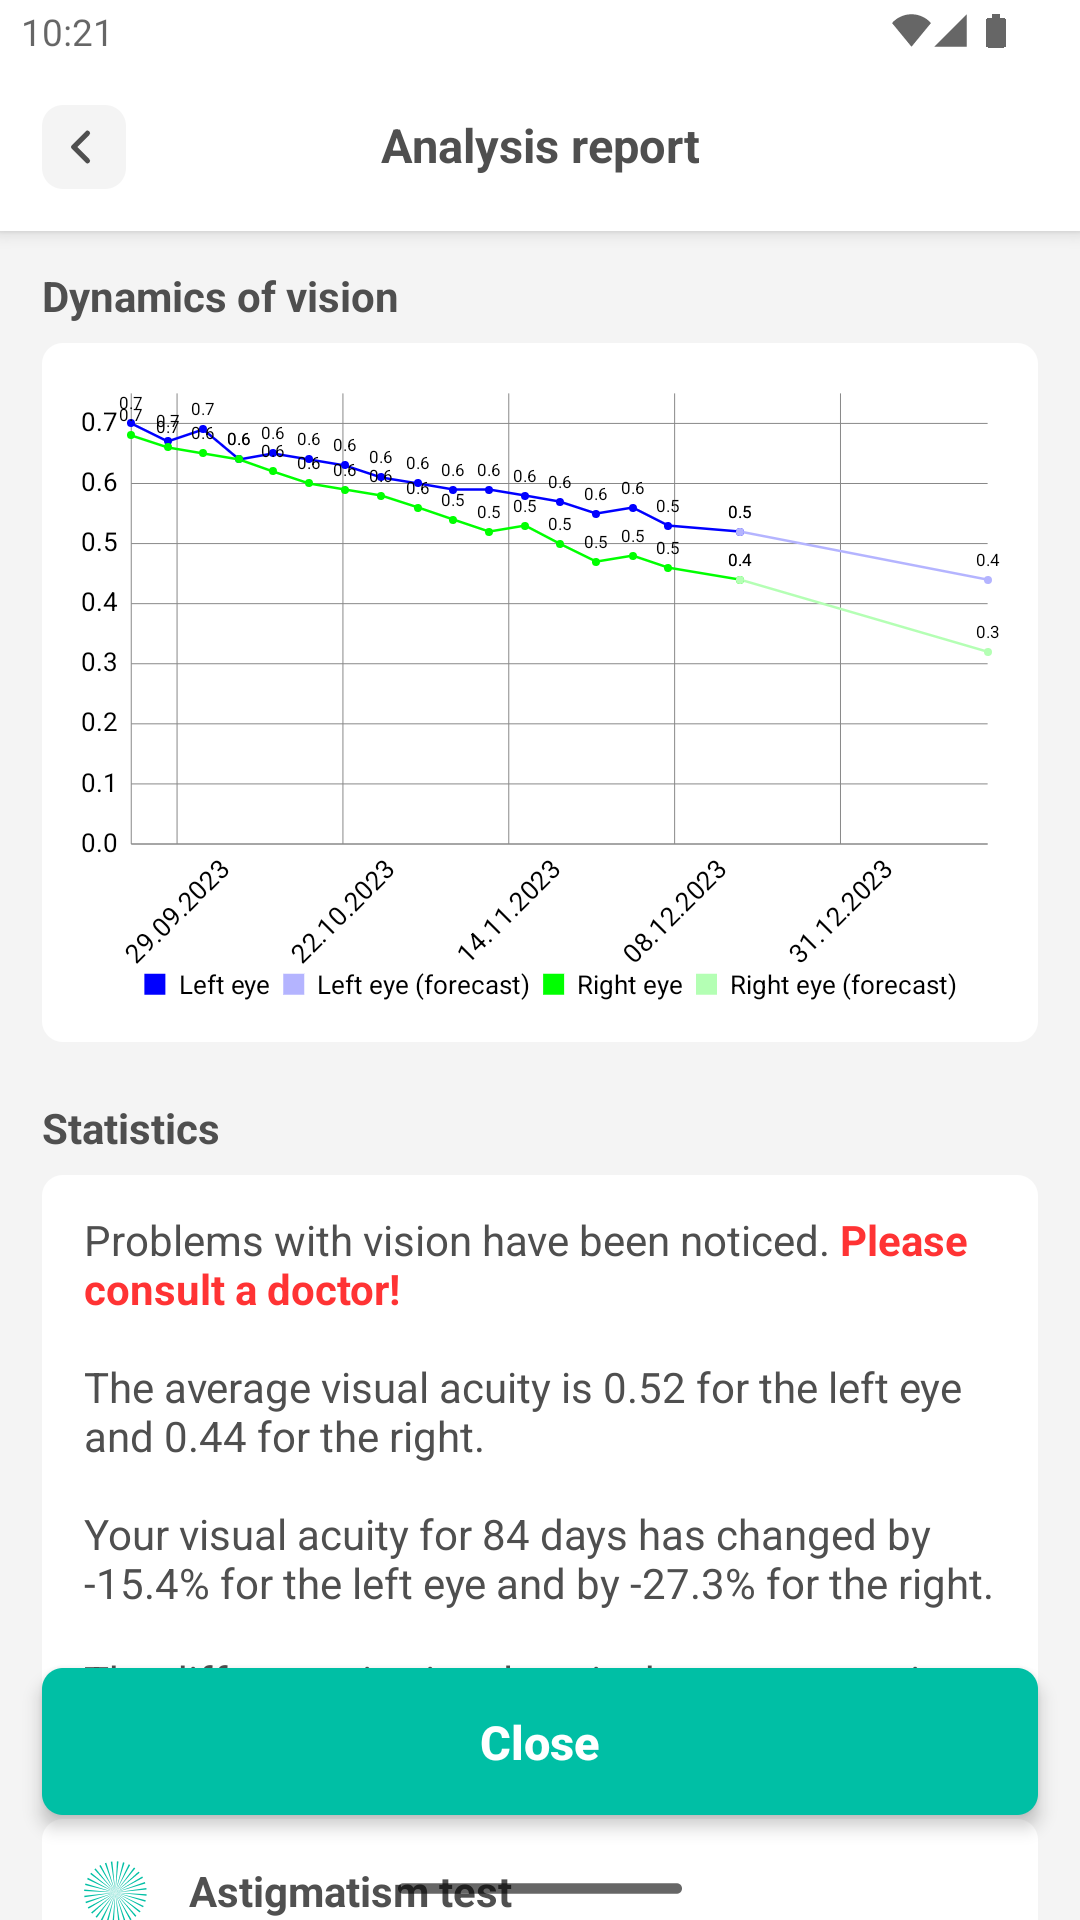 10:21
Analysis report
Dynamics of vision
0.7 0.7 0.7 0.6 0.6 0.6 0.6 0.6 0.6 0.6 0.6 0.6 0.6 0.6 0.6 0.5 0.5 0.4
0.7 0.7 0.6 0.6 0.6 0.6 0.6 0.6 0.6 0.5 0.5 0.5 0.5 0.5 0.5 0.5 0.4 0.3
0.7
0.6
0.5
0.4
0.3
0.2
0.1
0.0
29.09.2023 22.10.2023 14.11.2023 08.12.2023 31.12.2023
Left eye Left eye (forecast) Right eye Right eye (forecast)
Statistics
Problems with vision have been noticed. Please
consult a doctor!
The average visual acuity is 0.52 for the left eye
and 0.44 for the right.
Your visual acuity for 84 days has changed by
-15.4% for the left eye and by -27.3% for the right.
Close
Astigmatism test